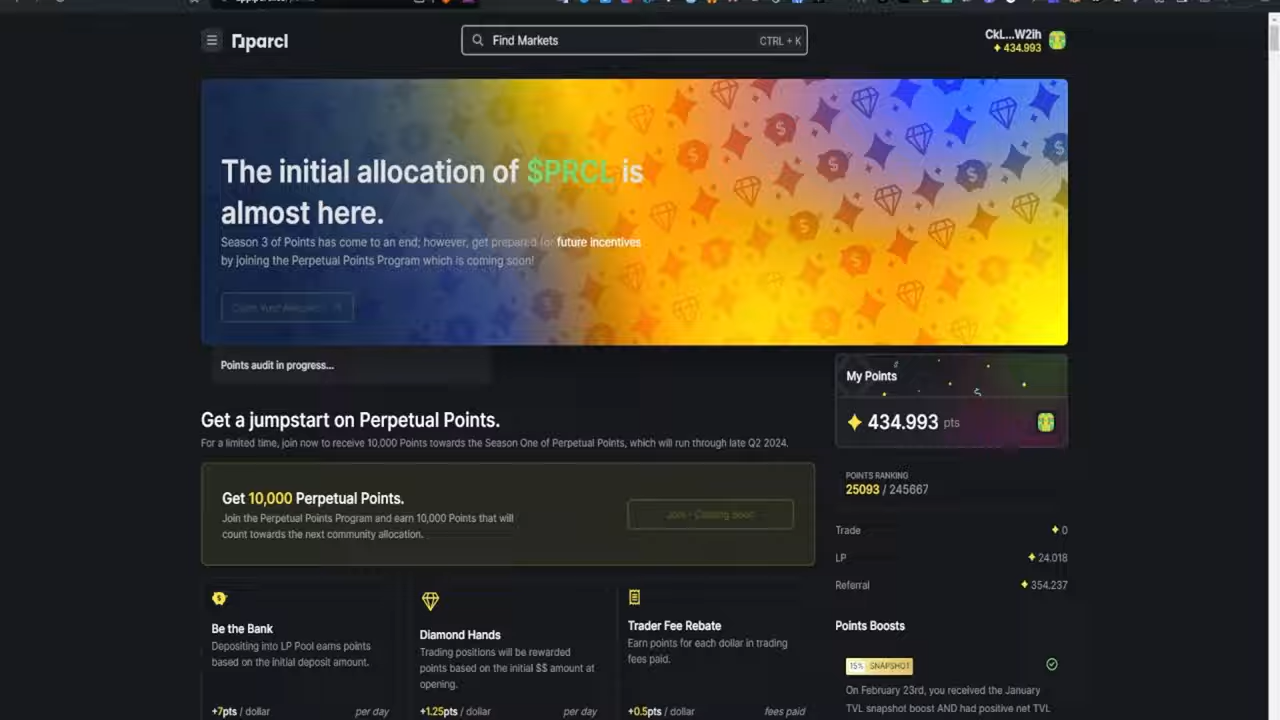 parcl
Find Markets
CTRL + K
CkL...W2ih
434.993
The initial allocation of $PRCL is
almost here.
Season 3 of Points has come to an end; however, get prepared for future incentives
by joining the Perpetual Points Program which is coming soon!
Points audit in progress...
My Points
434.993 pts
Get a jumpstart on Perpetual Points.
For a limited time, join now to receive 10,000 Points towards the Season One of Perpetual Points, which will run through late Q2 2024.
Get 10,000 Perpetual Points.
Join the Perpetual Points Program and earn 10,000 Points that will
count towards the next community allocation.
Join - Coming Soon
POINTS RANKING
25093 / 245667
Trade 0
LP 24.018
Referral 354.237
Be the Bank
Depositing into LP Pool earns points
based on the initial deposit amount.
+7pts / dollar per day
Diamond Hands
Trading positions will be rewarded
points based on the initial $$ amount at
opening.
+1.25pts / dollar per day
Trader Fee Rebate
Earn points for each dollar in trading
fees paid.
+0.5pts / dollar fees paid
Points Boosts
15% SNAPSHOT
On February 23rd, you received the January
TVL snapshot boost AND had positive net TVL